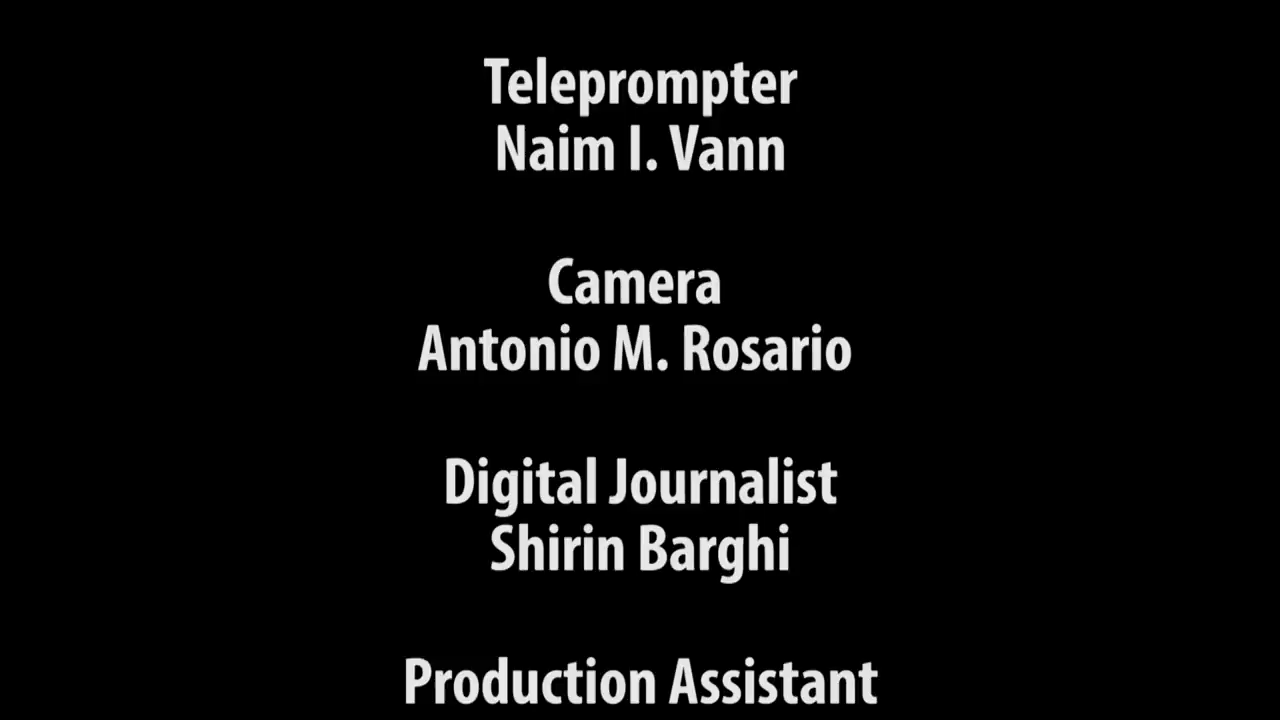 Teleprompter
Naim I. Vann
Camera
Antonio M. Rosario
Digital Journalist
Shirin Barghi
Production Assistant